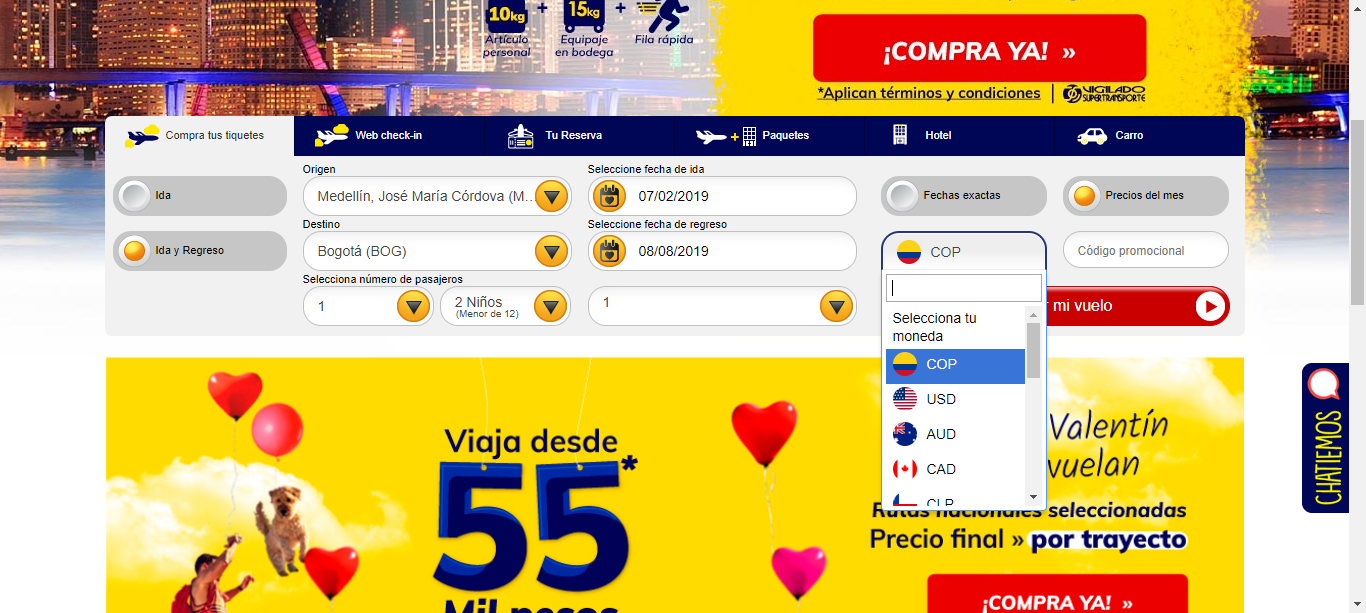 10kg + 15kg +
Artículo personal
Equipaje en bodega
Fila rápida
¡COMPRA YA! »
*Aplican términos y condiciones | VIGILADO SUPERTRANSPORTE
Compra tus tiquetes
Web check-in
Tu Reserva
+
Paquetes
Hotel
Carro
Ida
Ida y Regreso
Origen
Medellín, José María Córdova (M...
Destino
Bogotá (BOG)
Selecciona número de pasajeros
1
2 Niños
(Menor de 12)
Seleccione fecha de ida
07/02/2019
Seleccione fecha de regreso
08/08/2019
1
Fechas exactas
Precios del mes
COP
Código promocional
mi vuelo
Selecciona tu
moneda
COP
USD
AUD
CAD
CLP
Viaja desde
55*
Mil pesos
Valentín
vuelan
Rutas nacionales seleccionadas
Precio final » por trayecto
¡COMPRA YA! »
CHATIEMOS